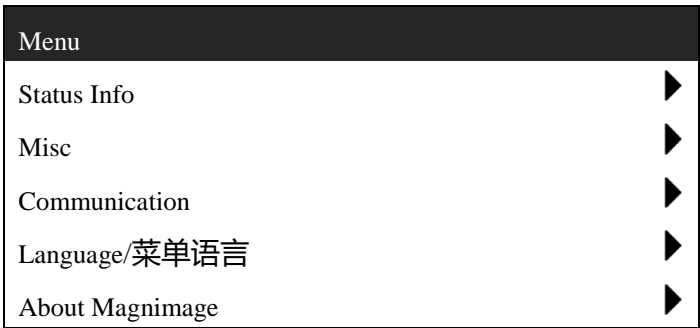 Menu
Status Info
Misc
Communication
Language/菜单语言
About Magnimage